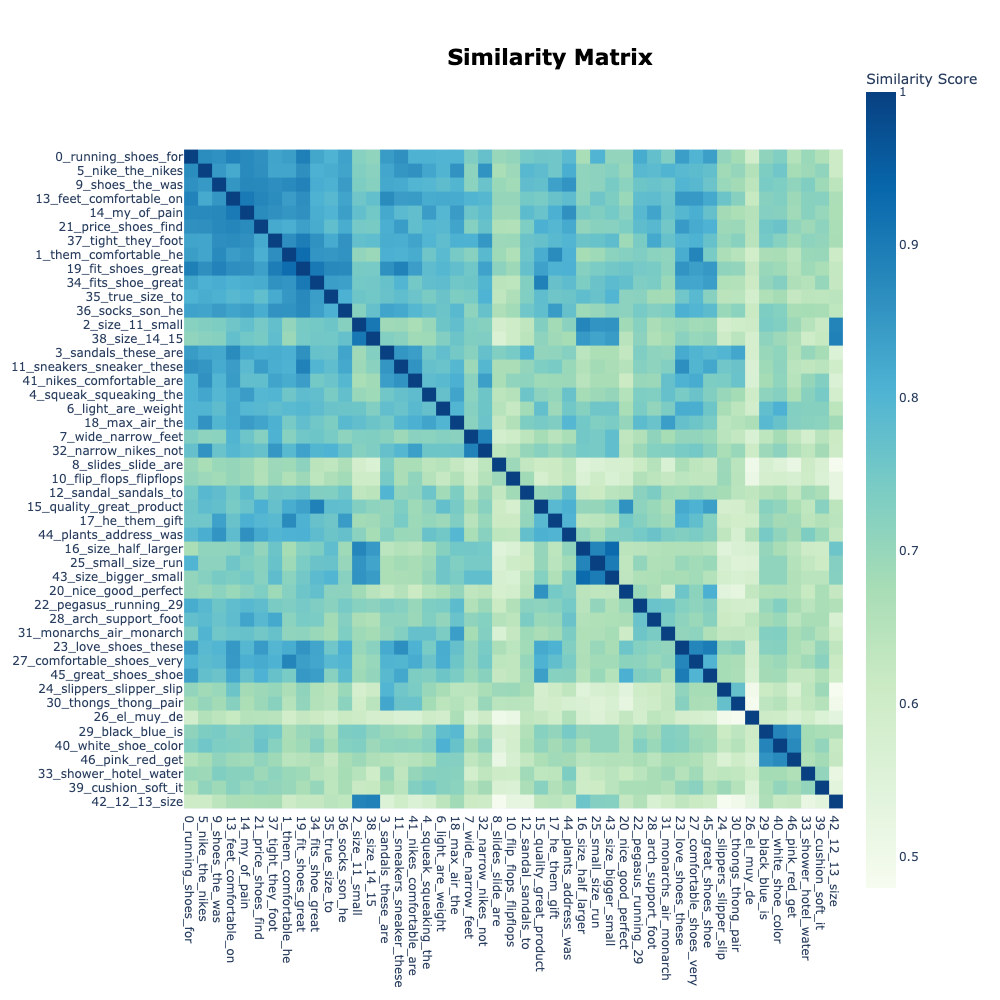 Similarity Matrix
Similarity Score
1
0.9
0.8
0.7
0.6
0.5
0_running_shoes_for
5_nike_the_nikes
9_shoes_the_was
13_feet_comfortable_on
14_my_of_pain
21_price_shoes_find
37_tight_they_foot
1_them_comfortable_he
19_fit_shoes_great
34_fits_shoe_great
35_true_size_to
36_socks_son_he
2_size_11_small
38_size_14_15
3_sandals_these_are
11_sneakers_sneaker_these
41_nikes_comfortable_are
4_squeak_squeaking_the
6_light_are_weight
18_max_air_the
7_wide_narrow_feet
32_narrow_nikes_not
8_slides_slide_are
10_flip_flops_flipflops
12_sandal_sandals_to
15_quality_great_product
17_he_them_gift
44_plants_address_was
16_size_half_larger
25_small_size_run
43_size_bigger_small
20_nice_good_perfect
22_pegasus_running_29
28_arch_support_foot
31_monarchs_air_monarch
23_love_shoes_these
27_comfortable_shoes_very
45_great_shoes_shoe
24_slippers_slipper_slip
30_thongs_thong_pair
26_el_muy_de
29_black_blue_is
40_white_shoe_color
46_pink_red_get
33_shower_hotel_water
39_cushion_soft_it
42_12_13_size
0_running_shoes_for
5_nike_the_nikes
9_shoes_the_was
13_feet_comfortable_on
14_my_of_pain
21_price_shoes_find
37_tight_they_foot
1_them_comfortable_he
19_fit_shoes_great
34_fits_shoe_great
35_true_size_to
36_socks_son_he
2_size_11_small
38_size_14_15
3_sandals_these_are
11_sneakers_sneaker_these
41_nikes_comfortable_are
4_squeak_squeaking_the
6_light_are_weight
18_max_air_the
7_wide_narrow_feet
32_narrow_nikes_not
8_slides_slide_are
10_flip_flops_flipflops
12_sandal_sandals_to
15_quality_great_product
17_he_them_gift
44_plants_address_was
16_size_half_larger
25_small_size_run
43_size_bigger_small
20_nice_good_perfect
22_pegasus_running_29
28_arch_support_foot
31_monarchs_air_monarch
23_love_shoes_these
27_comfortable_shoes_very
45_great_shoes_shoe
24_slippers_slipper_slip
30_thongs_thong_pair
26_el_muy_de
29_black_blue_is
40_white_shoe_color
46_pink_red_get
33_shower_hotel_water
39_cushion_soft_it
42_12_13_size